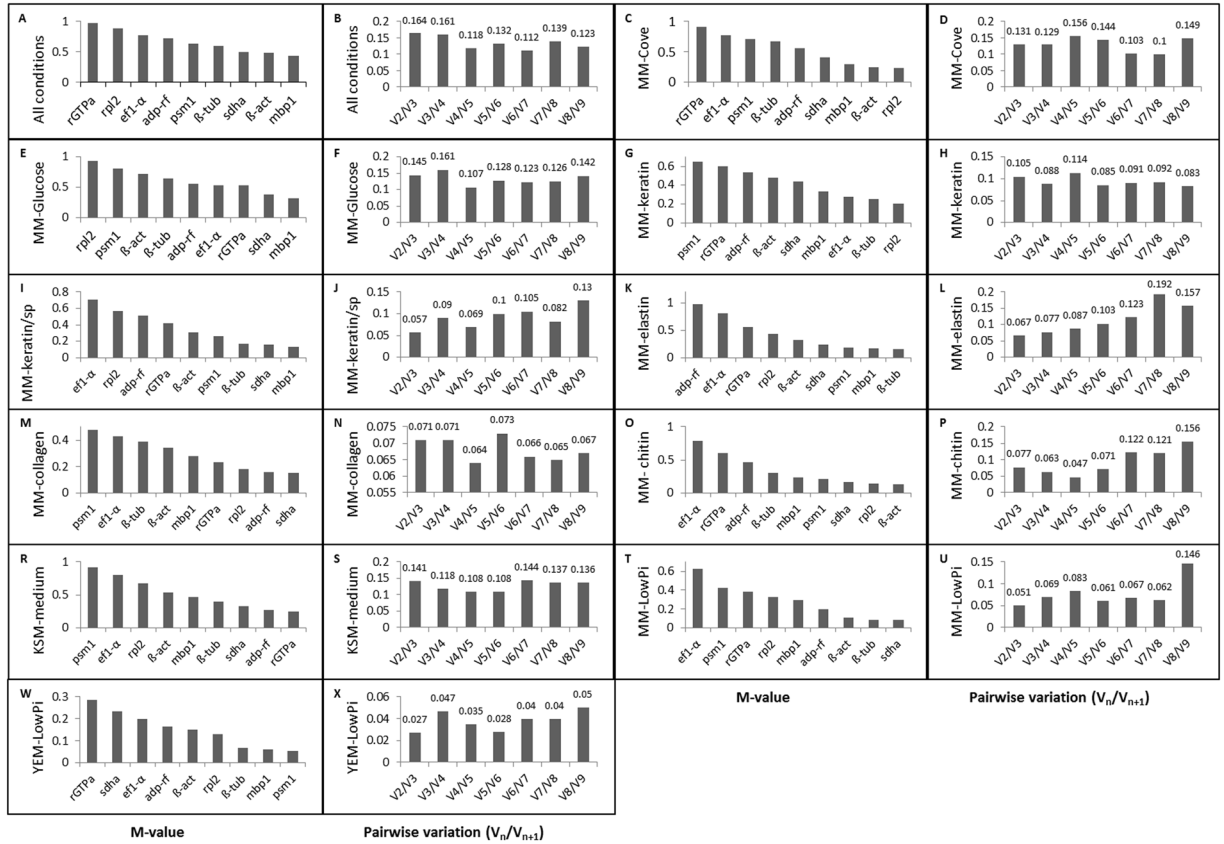 A
All conditions
1
0.5
0
rGTPa rpl2 ef1-α adp-rf psm1 β-tub sdha β-act mbp1
B
All conditions
0.2
0.15
0.1
0.05
0
0.164 0.161 0.118 0.132 0.112 0.139 0.123
V2/V3 V3/V4 V4/V5 V5/V6 V6/V7 V7/V8 V8/V9
C
MM-Cove
1
0.5
0
rGTPa ef1-α psm1 β-tub adp-rf sdha mbp1 β-act rpl2
D
MM-Cove
0.2
0.15
0.1
0.05
0
0.131 0.129 0.156 0.144 0.103 0.1 0.149
V2/V3 V3/V4 V4/V5 V5/V6 V6/V7 V7/V8 V8/V9
E
MM-Glucose
1
0.5
0
rpl2 psm1 β-act β-tub adp-rf ef1-α rGTPa sdha mbp1
F
MM-Glucose
0.2
0.15
0.1
0.05
0
0.145 0.161 0.107 0.128 0.123 0.126 0.142
V2/V3 V3/V4 V4/V5 V5/V6 V6/V7 V7/V8 V8/V9
G
MM-keratin
0.6
0.4
0.2
0
psm1 rGTPa adp-rf β-act sdha mbp1 ef1-α β-tub rpl2
H
MM-keratin
0.15
0.1
0.05
0
0.105 0.088 0.114 0.085 0.091 0.092 0.083
V2/V3 V3/V4 V4/V5 V5/V6 V6/V7 V7/V8 V8/V9
I
MM-keratin/sp
0.8
0.6
0.4
0.2
0
ef1-α rpl2 adp-rf rGTPa β-act psm1 β-tub sdha mbp1
J
MM-keratin/sp
0.15
0.1
0.05
0
0.057 0.09 0.069 0.1 0.105 0.082 0.13
V2/V3 V3/V4 V4/V5 V5/V6 V6/V7 V7/V8 V8/V9
K
MM-elastin
1
0.5
0
adp-rf ef1-α rGTPa rpl2 β-act sdha psm1 mbp1 β-tub
L
MM-elastin
0.2
0.15
0.1
0.05
0
0.067 0.077 0.087 0.103 0.123 0.192 0.157
V2/V3 V3/V4 V4/V5 V5/V6 V6/V7 V7/V8 V8/V9
M
MM-collagen
0.4
0.2
0
psm1 ef1-α β-tub β-act mbp1 rGTPa rpl2 adp-rf sdha
N
MM-collagen
0.075
0.07
0.065
0.06
0.055
0.071 0.071 0.064 0.073 0.066 0.065 0.067
V2/V3 V3/V4 V4/V5 V5/V6 V6/V7 V7/V8 V8/V9
O
MM- chitin
1
0.5
0
ef1-α rGTPa adp-rf β-tub mbp1 psm1 sdha rpl2 β-act
P
MM-chitin
0.2
0.15
0.1
0.05
0
0.077 0.063 0.047 0.071 0.122 0.121 0.156
V2/V3 V3/V4 V4/V5 V5/V6 V6/V7 V7/V8 V8/V9
R
KSM-medium
1
0.5
0
psm1 ef1-α rpl2 β-act mbp1 β-tub sdha adp-rf rGTPa
S
KSM-medium
0.2
0.15
0.1
0.05
0
0.141 0.118 0.108 0.108 0.144 0.137 0.136
V2/V3 V3/V4 V4/V5 V5/V6 V6/V7 V7/V8 V8/V9
T
MM-LowPi
0.6
0.4
0.2
0
ef1-α psm1 rGTPa rpl2 mbp1 adp-rf β-act β-tub sdha
U
MM-LowPi
0.15
0.1
0.05
0
0.051 0.069 0.083 0.061 0.067 0.062 0.146
V2/V3 V3/V4 V4/V5 V5/V6 V6/V7 V7/V8 V8/V9
W
YEM-LowPi
0.3
0.2
0.1
0
rGTPa sdha ef1-α adp-rf β-act rpl2 β-tub mbp1 psm1
X
YEM-LowPi
0.06
0.04
0.02
0
0.027 0.047 0.035 0.028 0.04 0.04 0.05
V2/V3 V3/V4 V4/V5 V5/V6 V6/V7 V7/V8 V8/V9
M-value
Pairwise variation (Vn/Vn+1)
M-value
Pairwise variation (Vn/Vn+1)